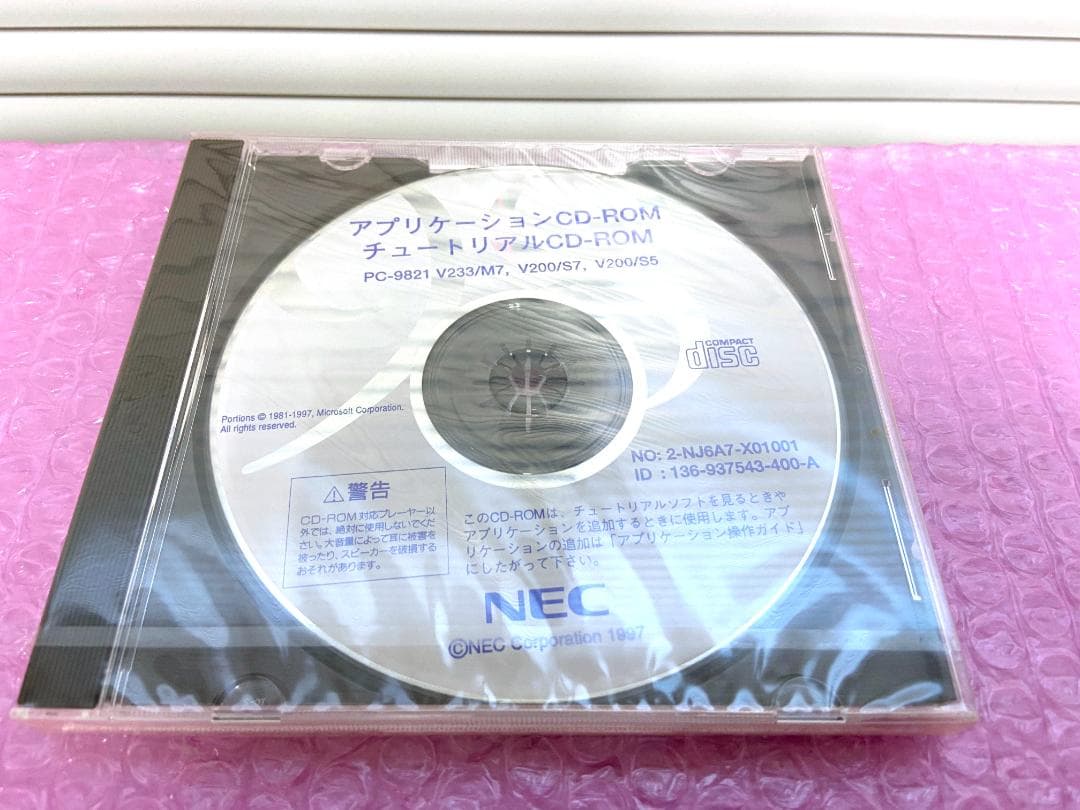 アプリケーションCD-ROM
チュートリアルCD-ROM
PC-9821 V233/M7, V200/S7, V200/S5
COMPACT
disc
Portions © 1981-1997, Microsoft Corporation.
All rights reserved.
NO: 2-NJ6A7-X01001
ID : 136-937543-400-A
⚠警告
CD-ROM対応プレーヤー以
外では、絶対に使用しないでくだ
さい。大音量によって耳に被害を
被ったり、スピーカーを破損する
おそれがあります。
このCD-ROMは、チュートリアルソフトを見るときや
アプリケーションを追加するときに使用します。アプ
リケーションの追加は「アプリケーション操作ガイド」
にしたがって下さい。
NEC
©NEC Corporation 1997